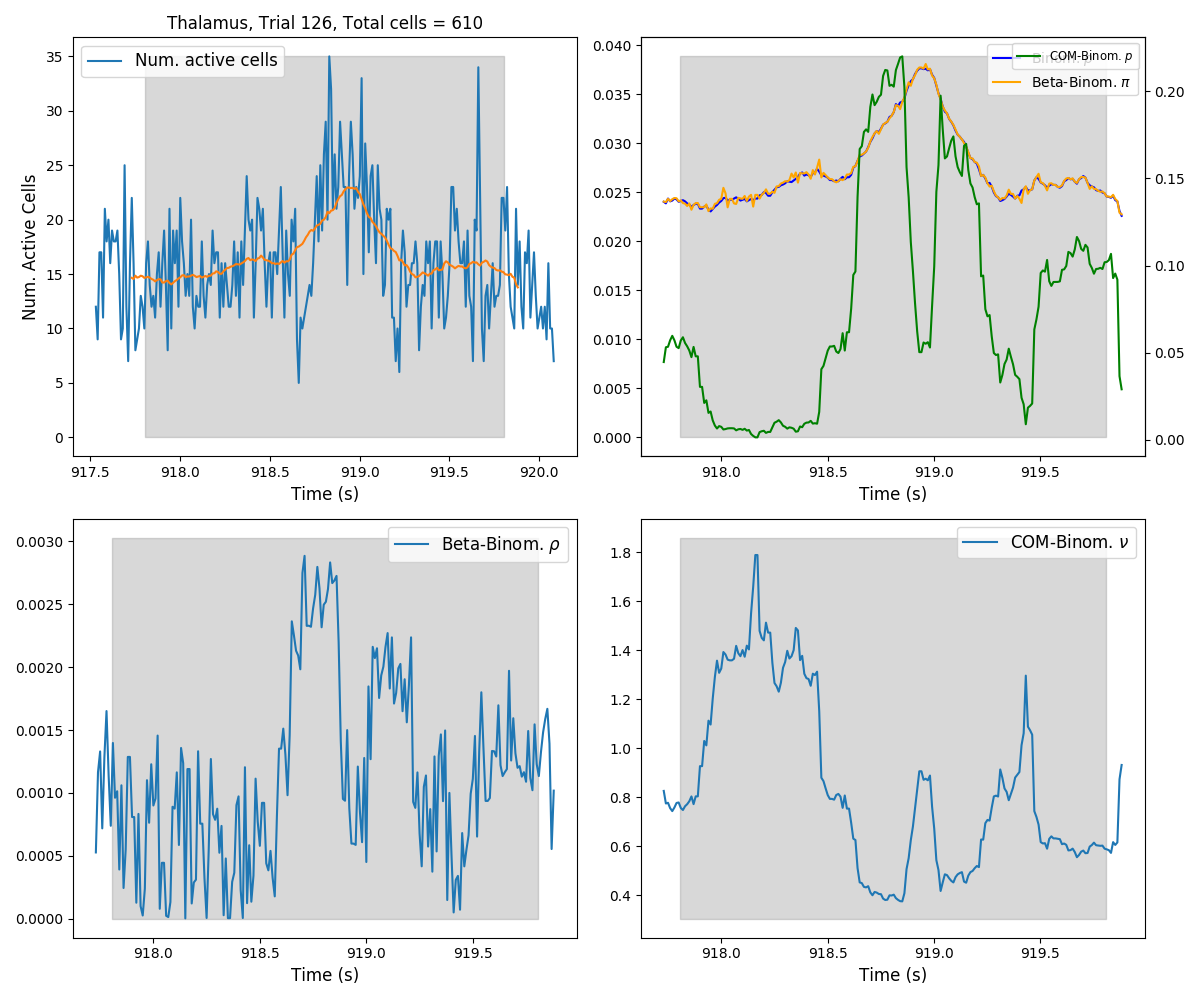 Thalamus, Trial 126, Total cells = 610
Num. active cells
Num. Active Cells
35
30
25
20
15
10
5
0
917.5 918.0 918.5 919.0 919.5 920.0
Time (s)
COM-Binom. p
Binom. p
Beta-Binom. π
0.040
0.035
0.030
0.025
0.020
0.015
0.010
0.005
0.000
0.20
0.15
0.10
0.05
0.00
918.0 918.5 919.0 919.5
Time (s)
Beta-Binom. ρ
0.0030
0.0025
0.0020
0.0015
0.0010
0.0005
0.0000
918.0 918.5 919.0 919.5
Time (s)
COM-Binom. ν
1.8
1.6
1.4
1.2
1.0
0.8
0.6
0.4
918.0 918.5 919.0 919.5
Time (s)